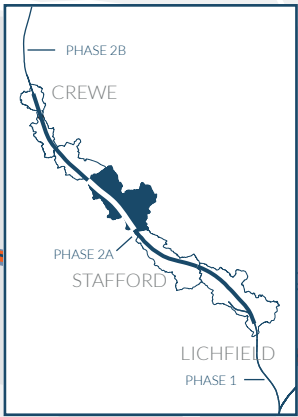 PHASE 2B
CREWE
PHASE 2A
STAFFORD
LICHFIELD
PHASE 1